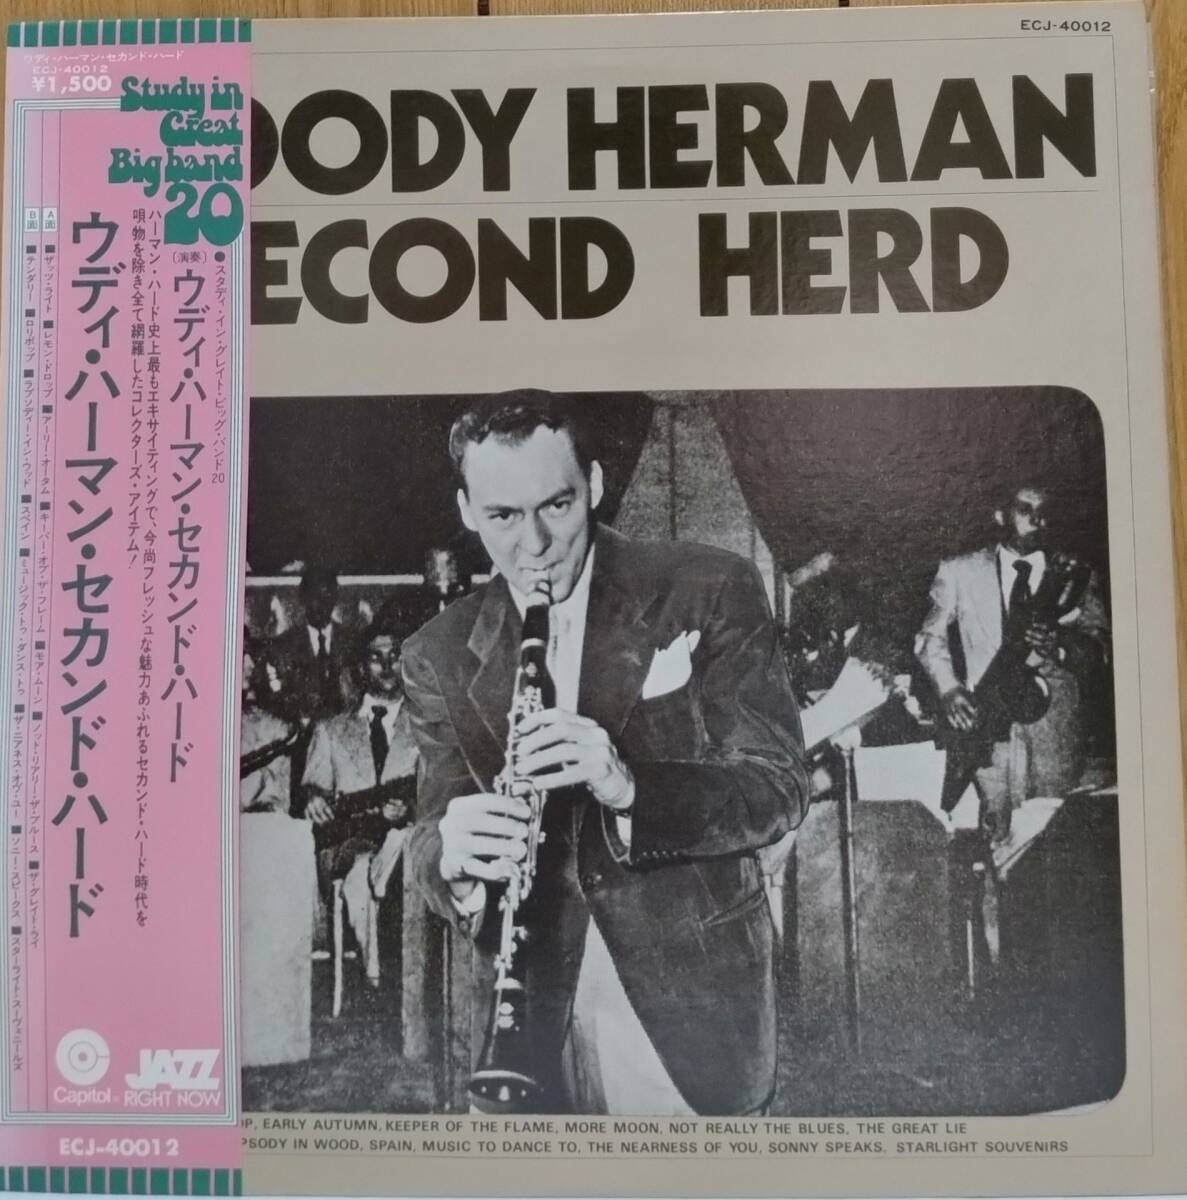 ウディ・ハーマン・セカンド・ハード
ECJ-40012
¥1,500
Study in
Great
Big band
20
●スタディ・イン・グレイト・ビッグ・バンド20
〔演奏〕ウディ・ハーマン・セカンド・ハード
ハーマン・ハード史上最もエキサイティングで、今尚フレッシュな魅力あふれるセカンド・ハード時代を
唄物を除き全て網羅したコレクターズ・アイテム!
ウディ・ハーマン・セカンド・ハード
A面 ■ザッツ・ライト ■レモン・ドロップ ■アーリー・オータム ■キーパー・オブ・ザ・フレーム ■モア・ムーン ■ノット・リアリー・ザ・ブルース ■ザ・グレイト・ライ
B面 ■テンダリー ■ロリポップ ■ラプソディー・イン・ウッド ■スペイン ■ミュージック・トゥ・ダンス・トゥ ■ザ・ニアネス・オヴ・ユー ■ソニー・スピークス ■スターライト・スーヴェニールズ
Capitol®
JAZZ
RIGHT NOW
ECJ-40012
ECJ-40012
OODY HERMAN
ECOND HERD
OP, EARLY AUTUMN, KEEPER OF THE FLAME, MORE MOON, NOT REALLY THE BLUES, THE GREAT LIE
PSODY IN WOOD, SPAIN, MUSIC TO DANCE TO, THE NEARNESS OF YOU, SONNY SPEAKS, STARLIGHT SOUVENIRS